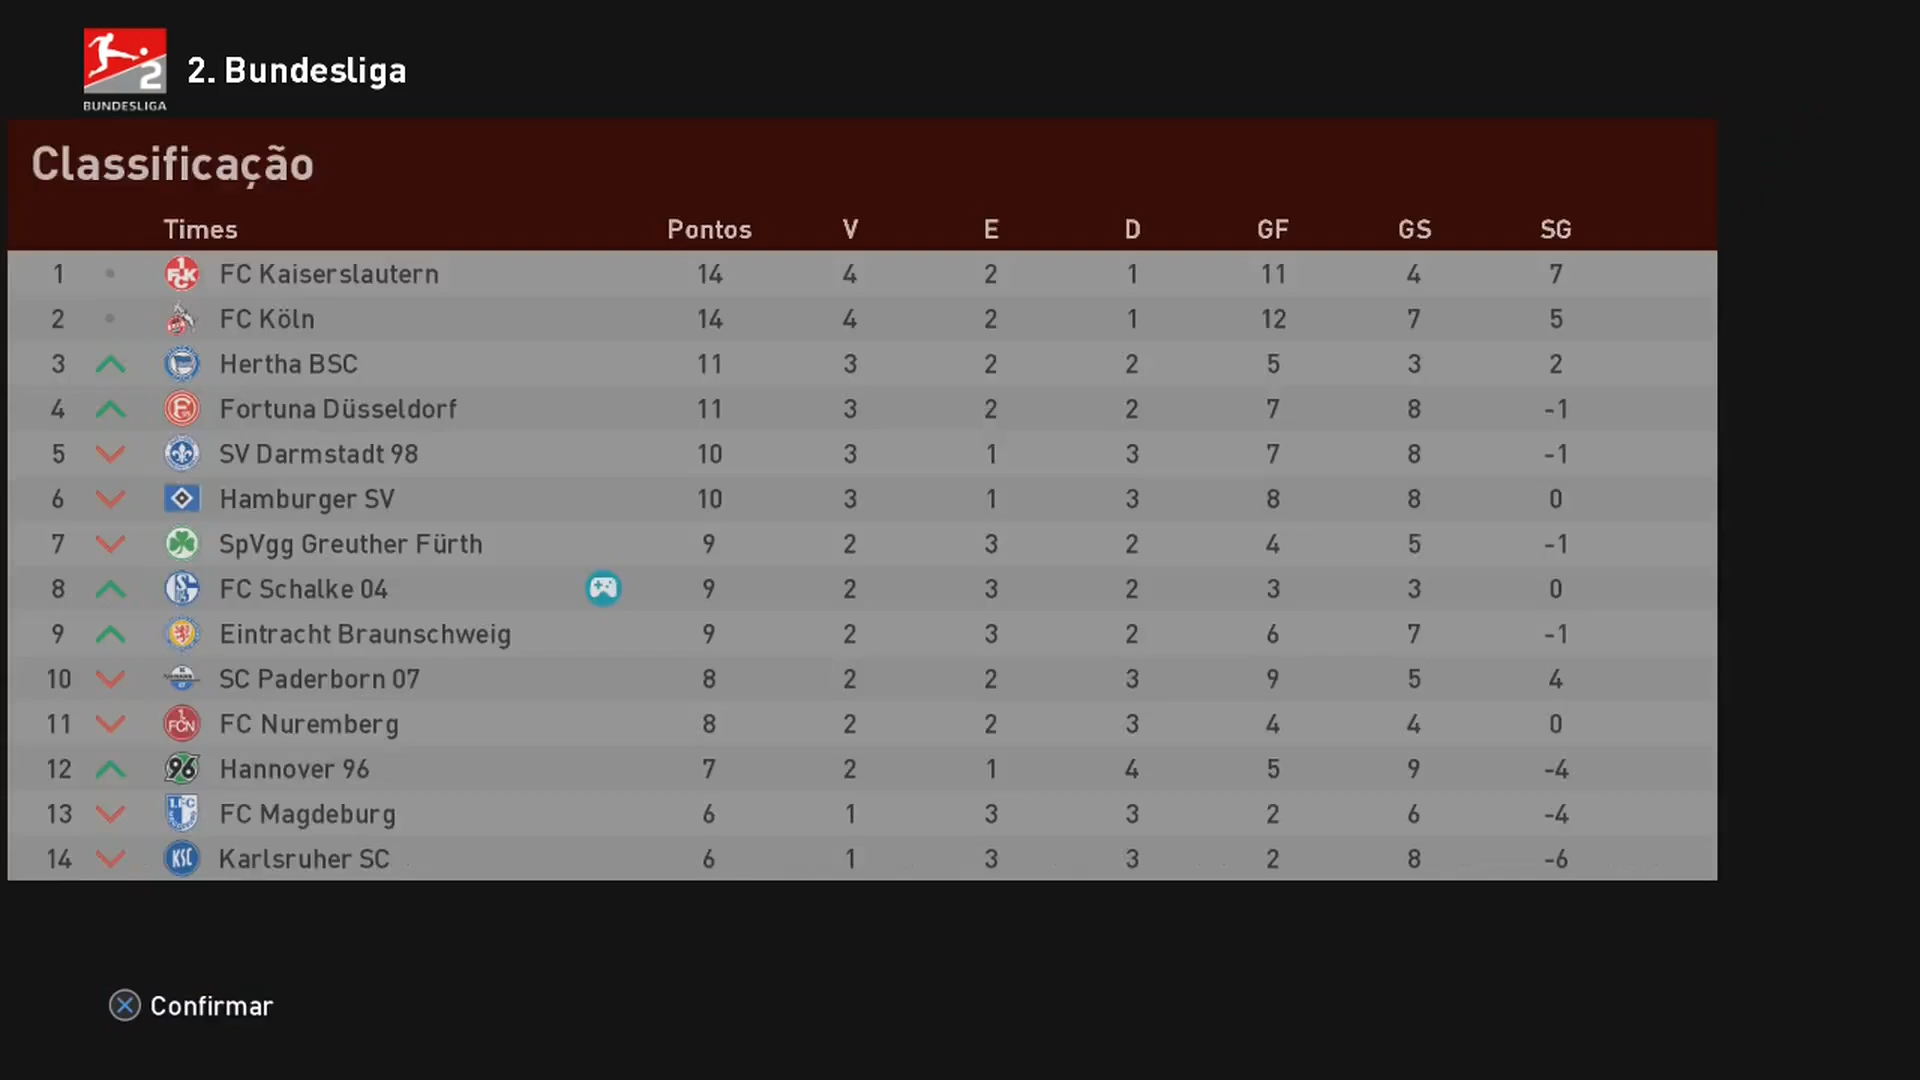 2
BUNDESLIGA
2. Bundesliga
Classificação
Times Pontos V E D GF GS SG
1 FC Kaiserslautern 14 4 2 1 11 4 7
2 FC Köln 14 4 2 1 12 7 5
3 Hertha BSC 11 3 2 2 5 3 2
4 Fortuna Düsseldorf 11 3 2 2 7 8 -1
5 SV Darmstadt 98 10 3 1 3 7 8 -1
6 Hamburger SV 10 3 1 3 8 8 0
7 SpVgg Greuther Fürth 9 2 3 2 4 5 -1
8 FC Schalke 04 9 2 3 2 3 3 0
9 Eintracht Braunschweig 9 2 3 2 6 7 -1
10 SC Paderborn 07 8 2 2 3 9 5 4
11 FC Nuremberg 8 2 2 3 4 4 0
12 96 Hannover 96 7 2 1 4 5 9 -4
13 FC Magdeburg 6 1 3 3 2 6 -4
14 KSC Karlsruher SC 6 1 3 3 2 8 -6
Confirmar